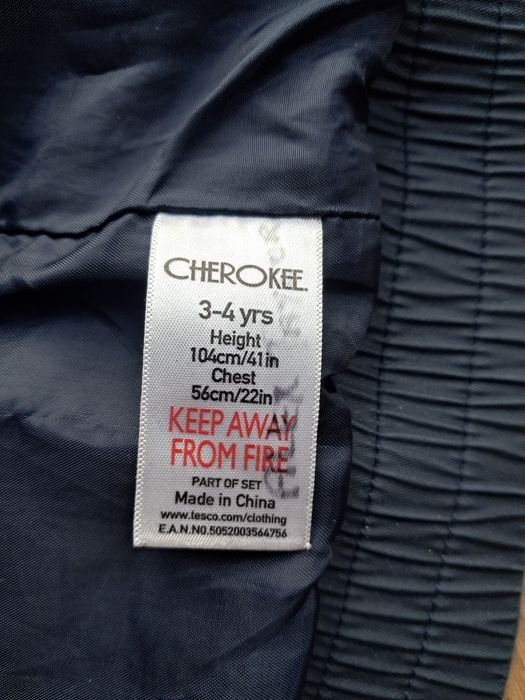 CHEROKEE.
3-4 yrs
Height
104cm/41in
Chest
56cm/22in
KEEP AWAY
FROM FIRE
PART OF SET
Made in China
www.tesco.com/clothing
E.A.N.NO.5052003564756